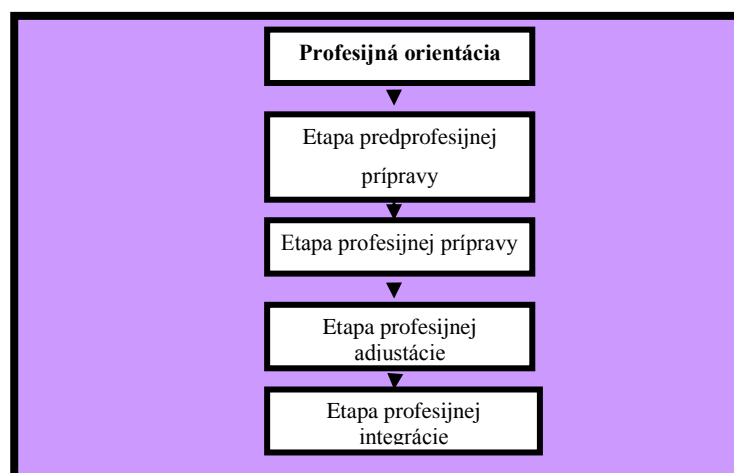 Profesijná orientácia
Etapa predprofesijnej
prípravy
Etapa profesijnej prípravy
Etapa profesijnej
adjustácie
Etapa profesijnej
integrácie